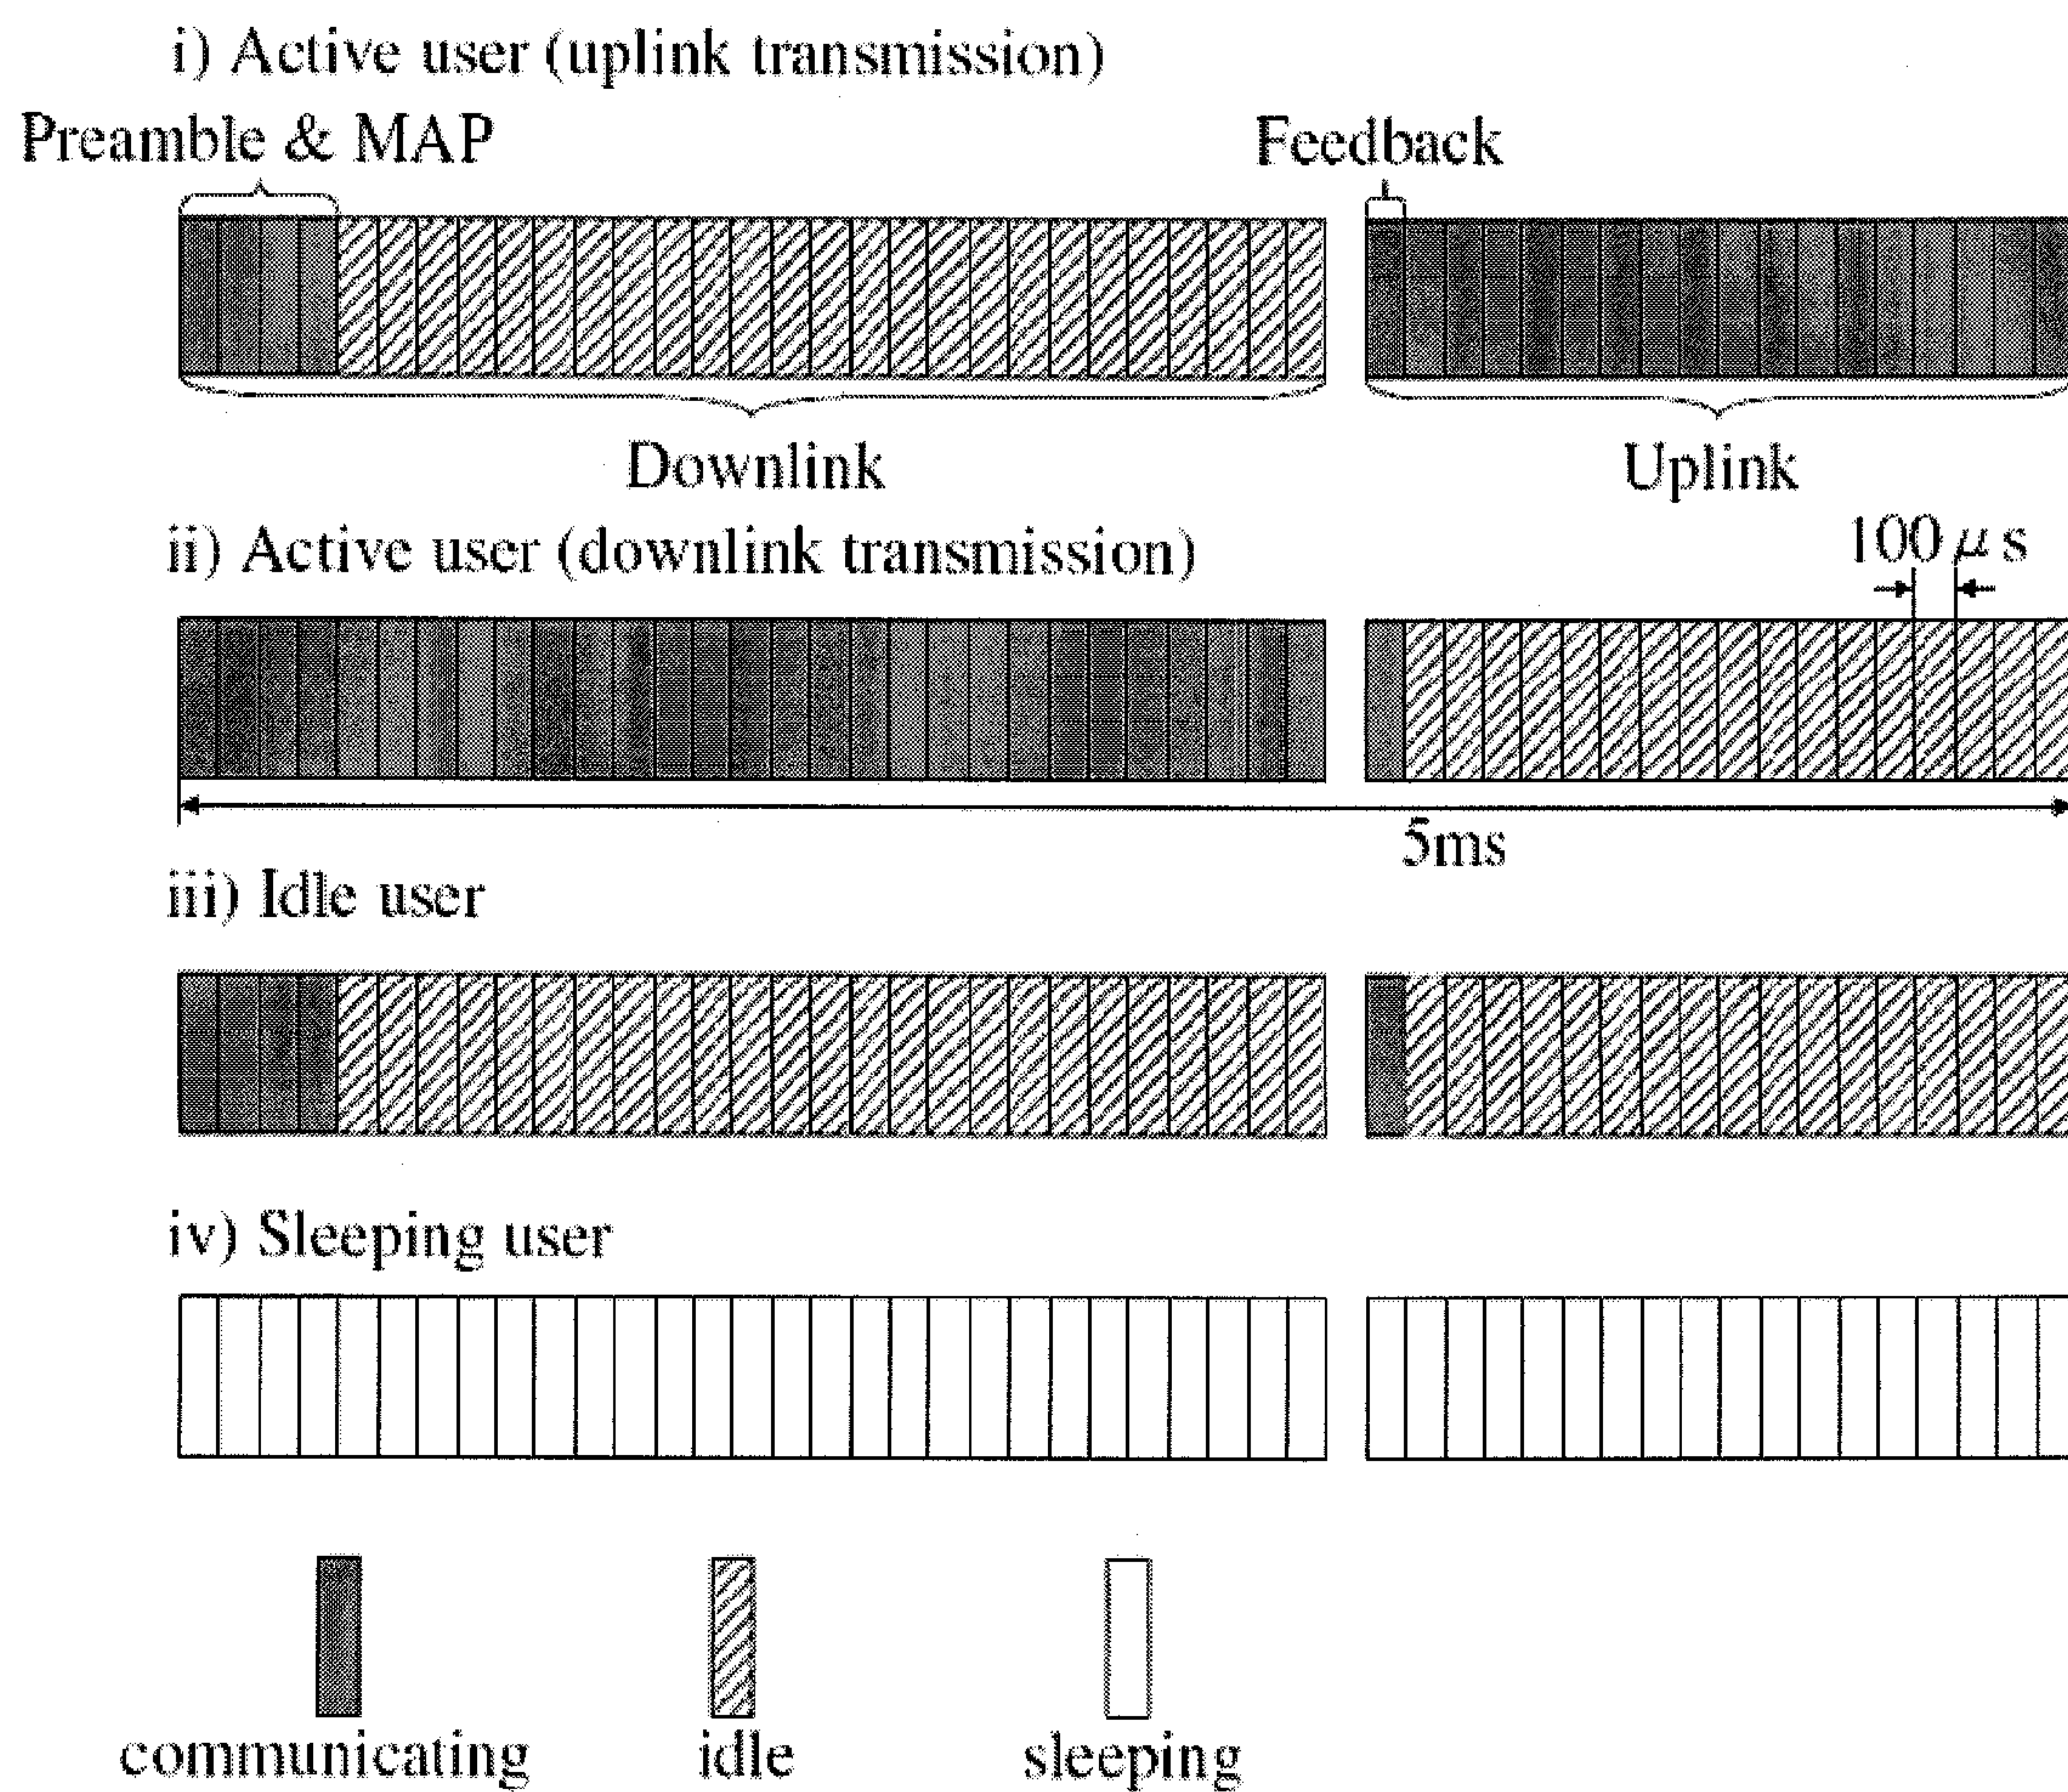 i) Active user (uplink transmission)
Preamble & MAP
Feedback
Downlink
Uplink
ii) Active user (downlink transmission)
100 μs
5ms
iii) Idle user
iv) Sleeping user
communicating
idle
sleeping